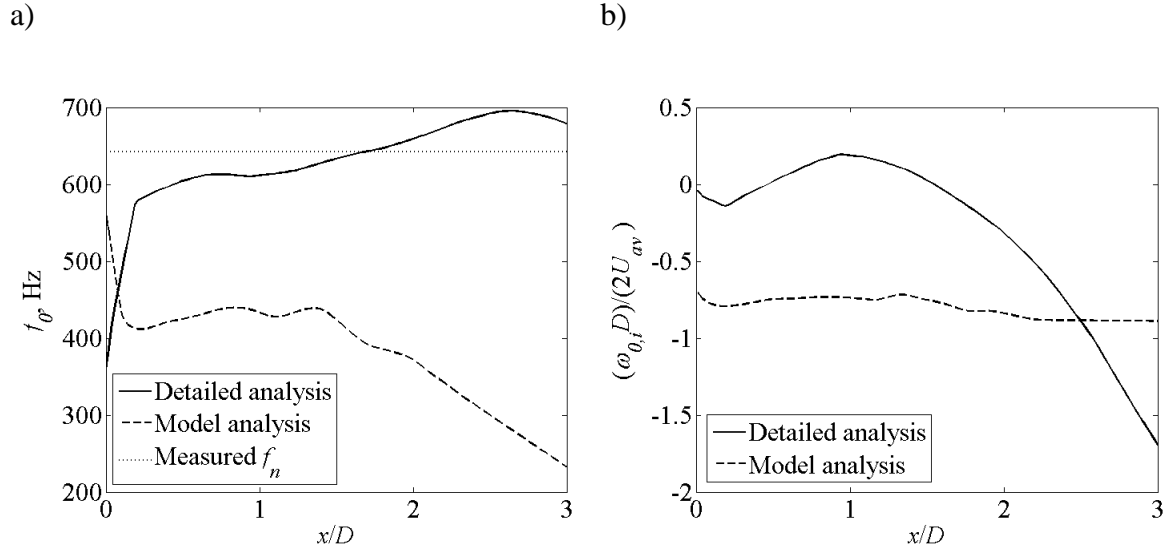 a)
b)
700
600
500
400
300
200
f₀, Hz
0
1
2
3
x/D
Detailed analysis
Model analysis
Measured fₙ
0.5
0
-0.5
-1
-1.5
-2
(ω₀,ᵢD)/(2Uₐᵥ)
0
1
2
3
x/D
Detailed analysis
Model analysis